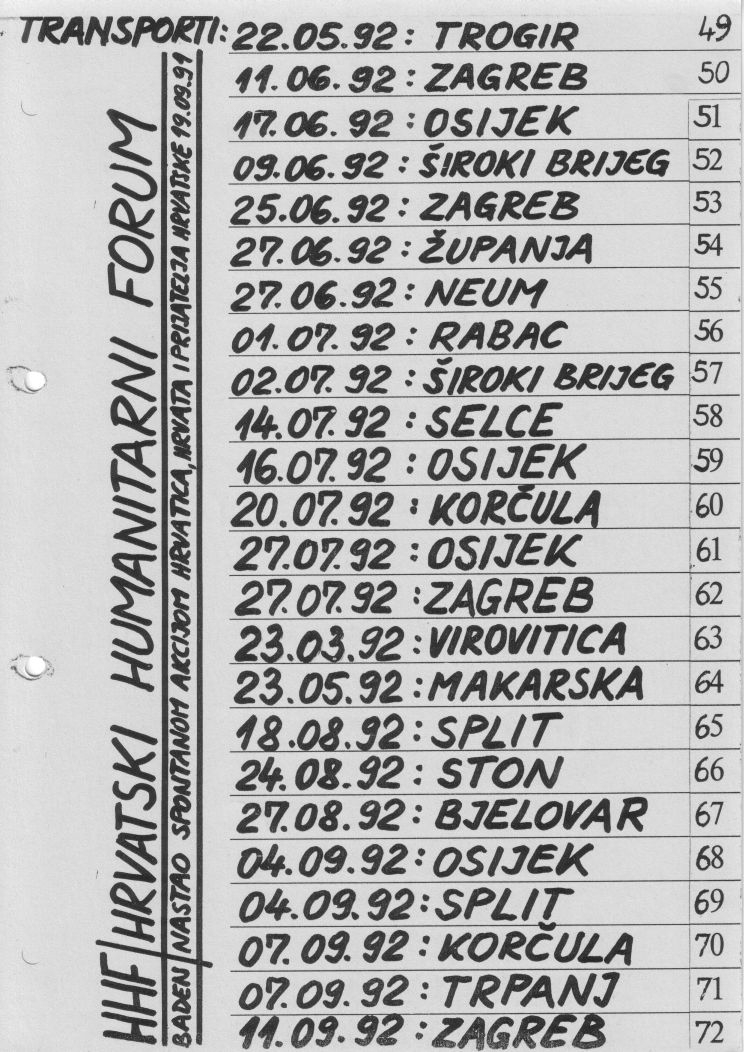 TRANSPORTI: 22.05.92: TROGIR 49
11.06.92: ZAGREB 50
17.06.92: OSIJEK 51
09.06.92: ŠIROKI BRIJEG 52
25.06.92: ZAGREB 53
27.06.92: ŽUPANJA 54
27.06.92: NEUM 55
01.07.92: RABAC 56
02.07.92: ŠIROKI BRIJEG 57
14.07.92: SELCE 58
16.07.92: OSIJEK 59
20.07.92: KORČULA 60
27.07.92: OSIJEK 61
27.07.92: ZAGREB 62
23.03.92: VIROVITICA 63
23.05.92: MAKARSKA 64
18.08.92: SPLIT 65
24.08.92: STON 66
27.08.92: BJELOVAR 67
04.09.92: OSIJEK 68
04.09.92: SPLIT 69
07.09.92: KORČULA 70
07.09.92: TRPANJ 71
11.09.92: ZAGREB 72
HHF/HRVATSKI HUMANITARNI FORUM
BADEN/NASTAO SPONTANOM AKCIJOM HRVATICA, HRVATA I PRIJATELJA HRVATSKE 19.09.91